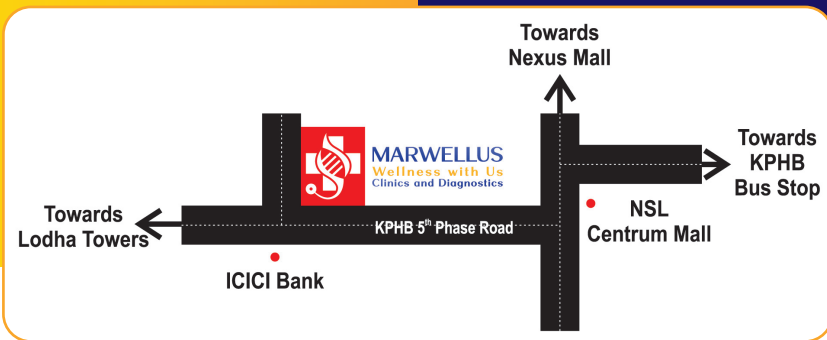 Towards
Nexus Mall
MARWELLUS
Wellness with Us
Clinics and Diagnostics
Towards
KPHB
Bus Stop
Towards
Lodha Towers
KPHB 5th Phase Road
NSL
Centrum Mall
ICICI Bank